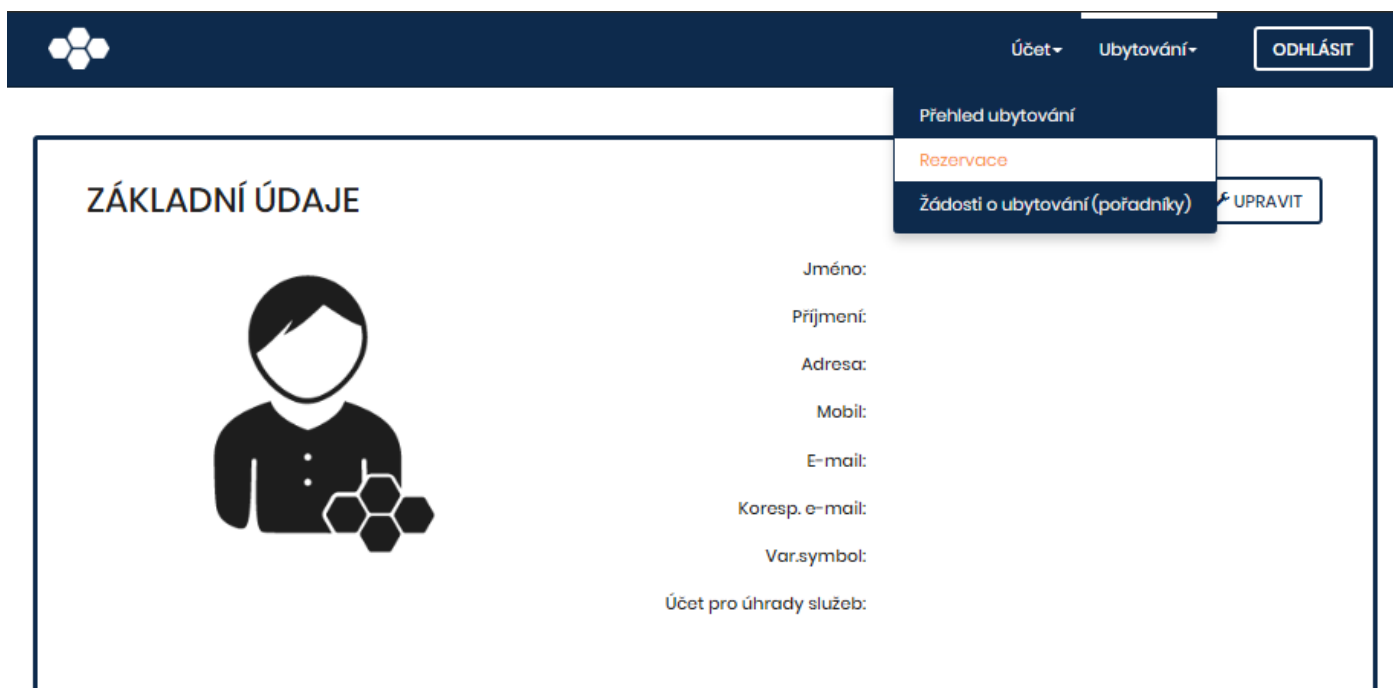 Účet Ubytování ODHLÁSIT
Přehled ubytování
Rezervace
Žádosti o ubytování (pořadníky)
ZÁKLADNÍ ÚDAJE
UPRAVIT
Jméno:
Příjmení:
Adresa:
Mobil:
E-mail:
Koresp. e-mail:
Var.symbol:
Účet pro úhrady služeb: